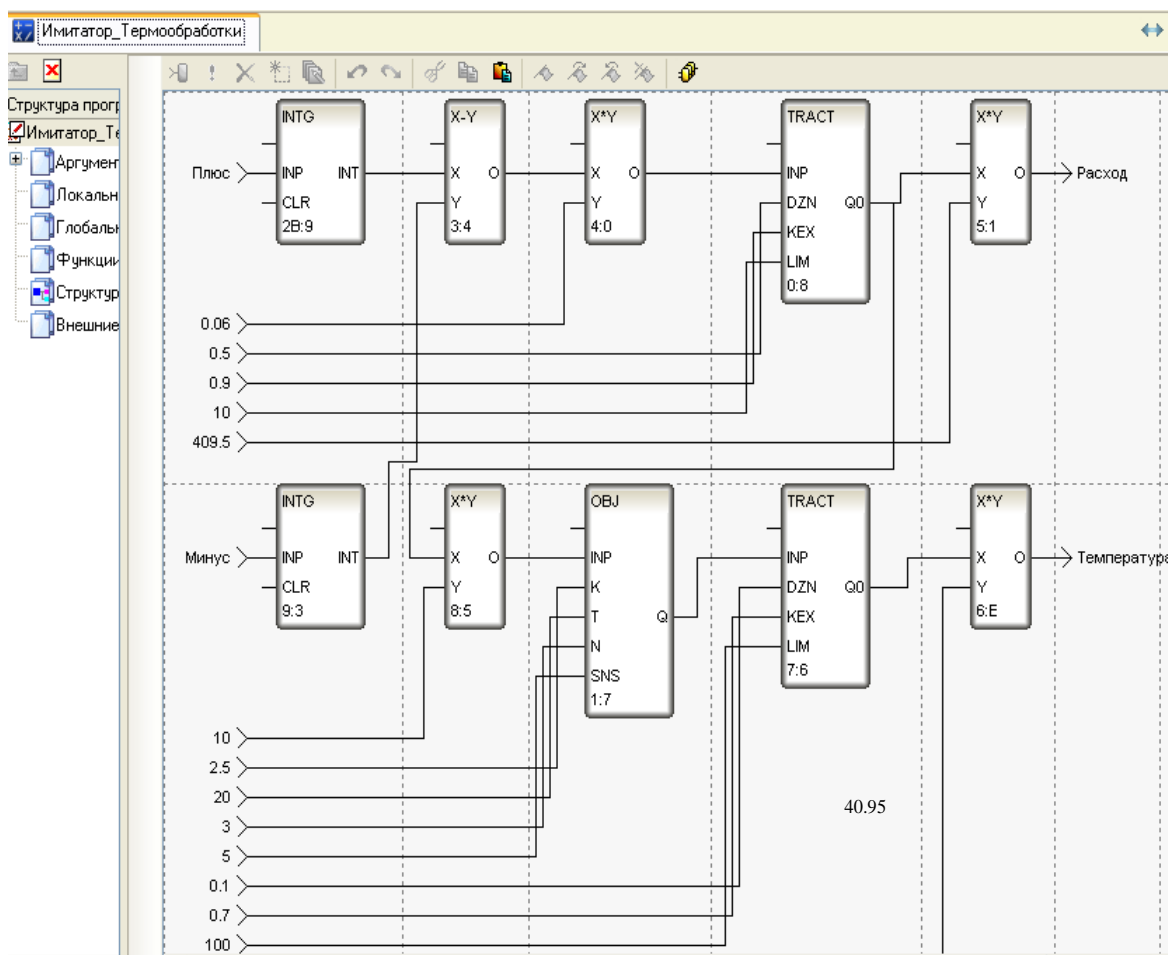 Имитатор_Термообработки
Структура прогр
Имитатор_Те
Аргумен
Локальн
Глобалы
Функции
Структур
Внешние
INTG X-Y X*Y TRACT X*Y
Плюс INP INT X O X O INP X O Расход
CLR Y Y DZN Q0 Y
2B:9 3:4 4:0 KEX 5:1
LIM
0:8
0.06
0.5
0.9
10
409.5
INTG X*Y OBJ TRACT X*Y
Минус INP INT X O INP INP X O Температура
CLR Y K DZN Q0 Y
9:3 8:5 T Q KEX 6:E
N LIM
SNS 7:6
1:7
10
2.5
20
3 40.95
5
0.1
0.7
100